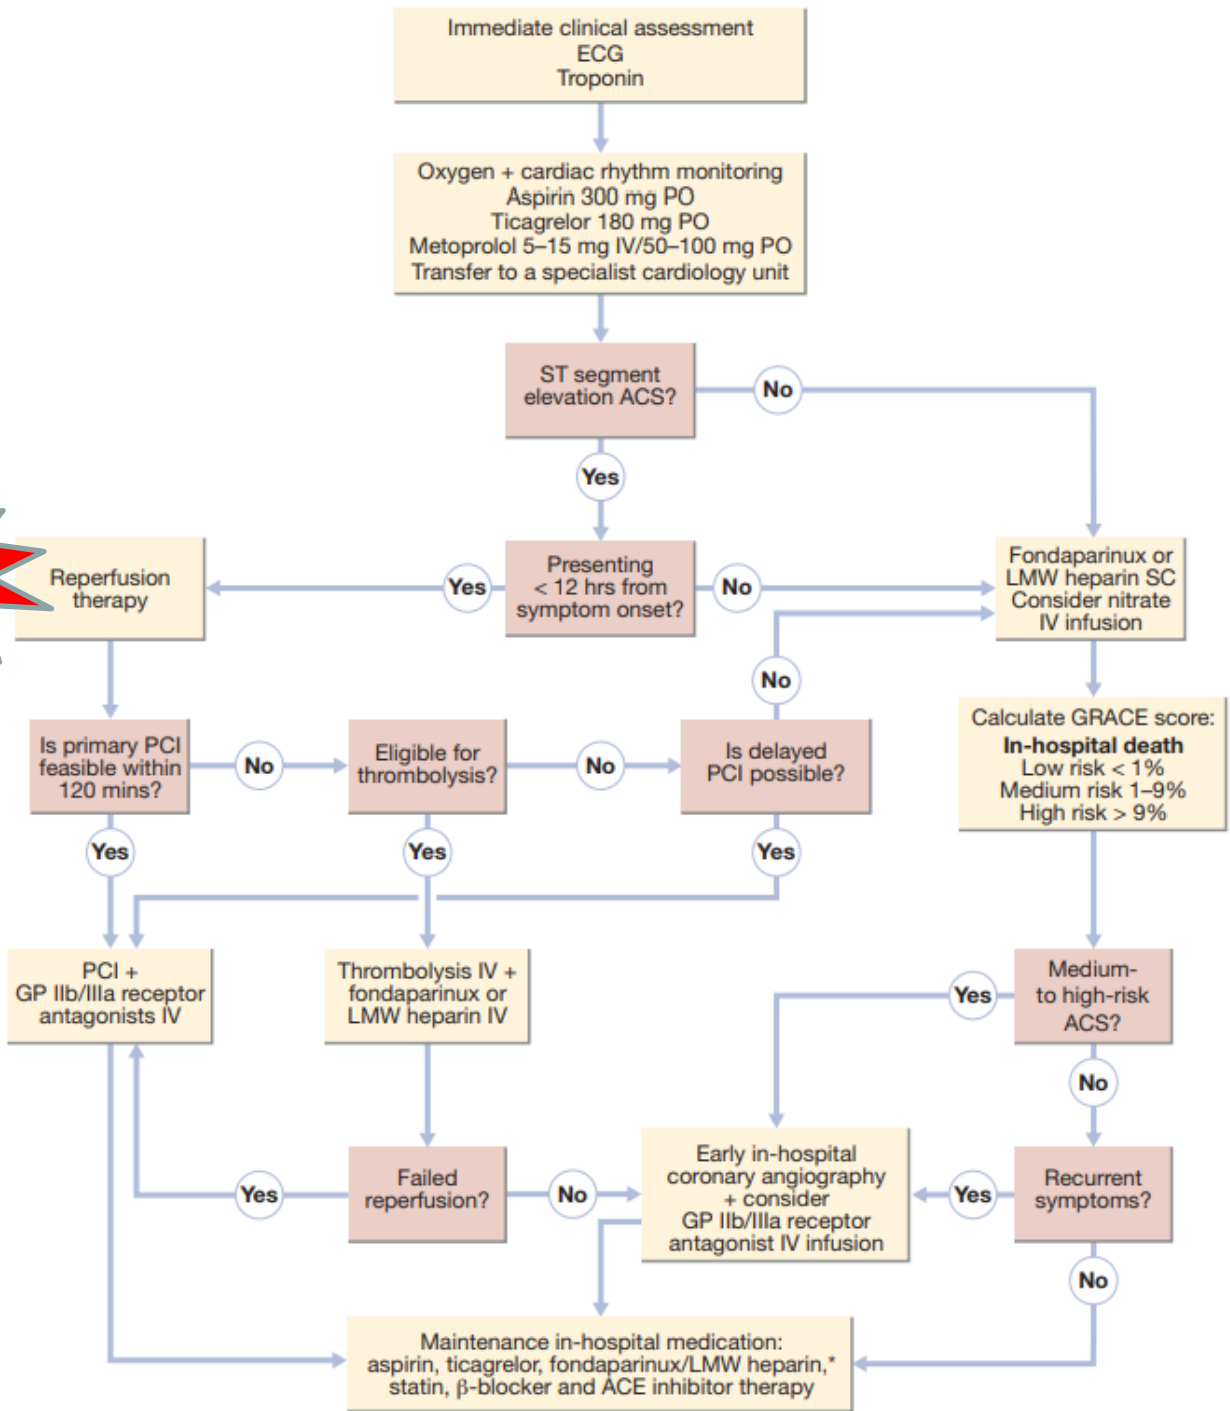 Immediate clinical assessment
ECG
Troponin
Oxygen + cardiac rhythm monitoring
Aspirin 300 mg PO
Ticagrelor 180 mg PO
Metoprolol 5–15 mg IV/50–100 mg PO
Transfer to a specialist cardiology unit
ST segment
elevation ACS?
No
Yes
Presenting
< 12 hrs from
symptom onset?
Yes
No
Reperfusion
therapy
Fondaparinux or
LMW heparin SC
Consider nitrate
IV infusion
No
Is primary PCI
feasible within
120 mins?
No
Eligible for
thrombolysis?
No
Is delayed
PCI possible?
Calculate GRACE score:
In-hospital death
Low risk < 1%
Medium risk 1–9%
High risk > 9%
Yes
Yes
Yes
PCI +
GP IIb/IIIa receptor
antagonists IV
Thrombolysis IV +
fondaparinux or
LMW heparin IV
Yes
Medium-
to high-risk
ACS?
No
Yes
Failed
reperfusion?
No
Early in-hospital
coronary angiography
+ consider
GP IIb/IIIa receptor
antagonist IV infusion
Yes
Recurrent
symptoms?
No
Maintenance in-hospital medication:
aspirin, ticagrelor, fondaparinux/LMW heparin,*
statin, β-blocker and ACE inhibitor therapy